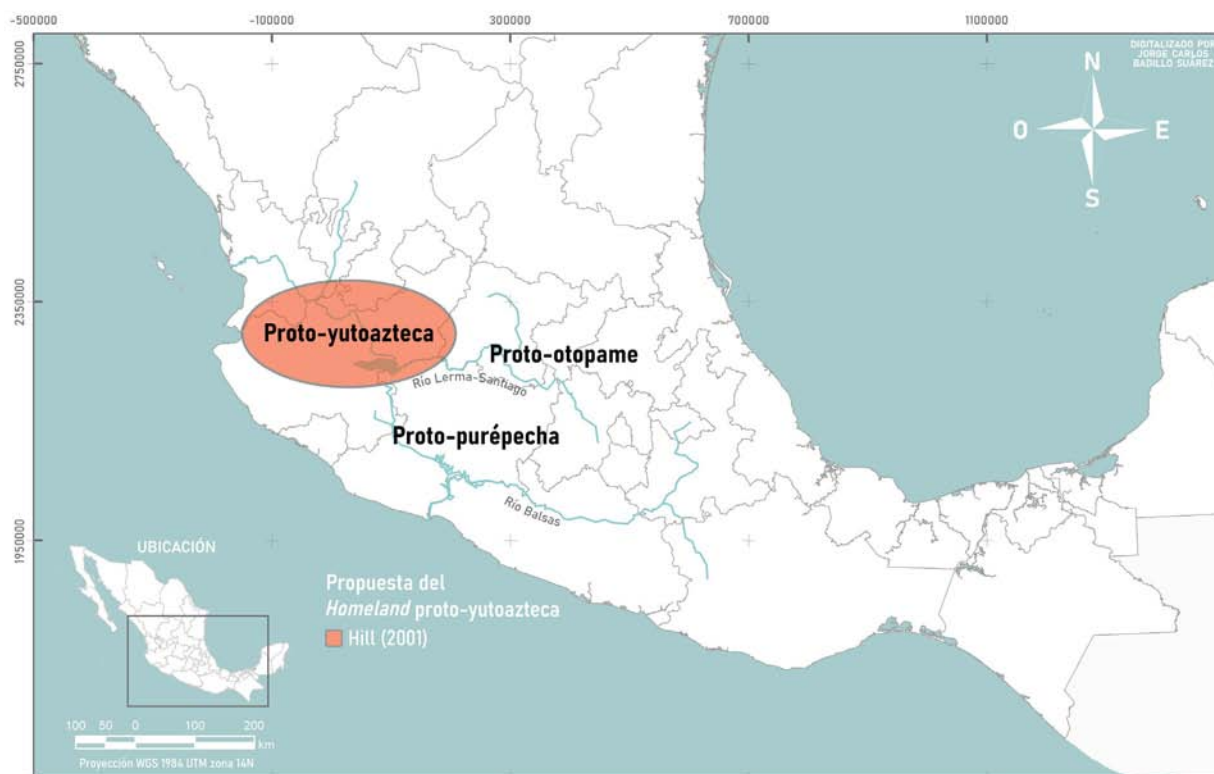 -500000
-100000
300000
700000
1100000
2750000
2350000
1950000
DIGITALIZADO POR
JORGE CARLOS
BADILLO SUÁREZ
N
O
E
S
Proto-yutoazteca
Proto-otopame
Río Lerma-Santiago
Proto-purépecha
Río Balsas
UBICACIÓN
Propuesta del
Homeland proto-yutoazteca
Hill (2001)
100 50 0 100 200
km
Proyección WGS 1984 UTM zona 14N